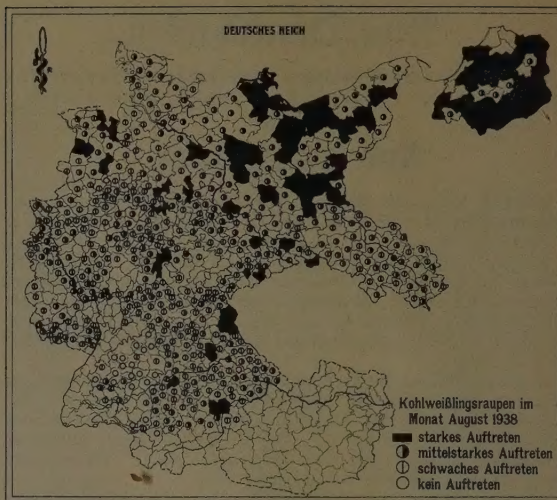 DEUTSCHES REICH
Kohlweißlingsraupen im
Monat August 1938
starkes Auftreten
mittelstarkes Auftreten
schwaches Auftreten
kein Auftreten